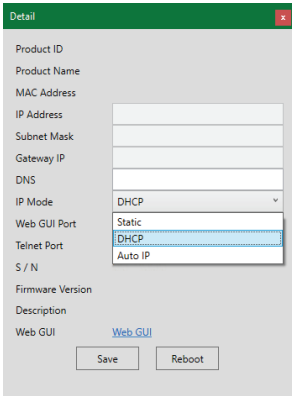 Detail x
Product ID
Product Name
MAC Address
IP Address
Subnet Mask
Gateway IP
DNS
IP Mode DHCP
Web GUI Port Static
DHCP
Telnet Port
Auto IP
S / N
Firmware Version
Description
Web GUI Web GUI
Save Reboot